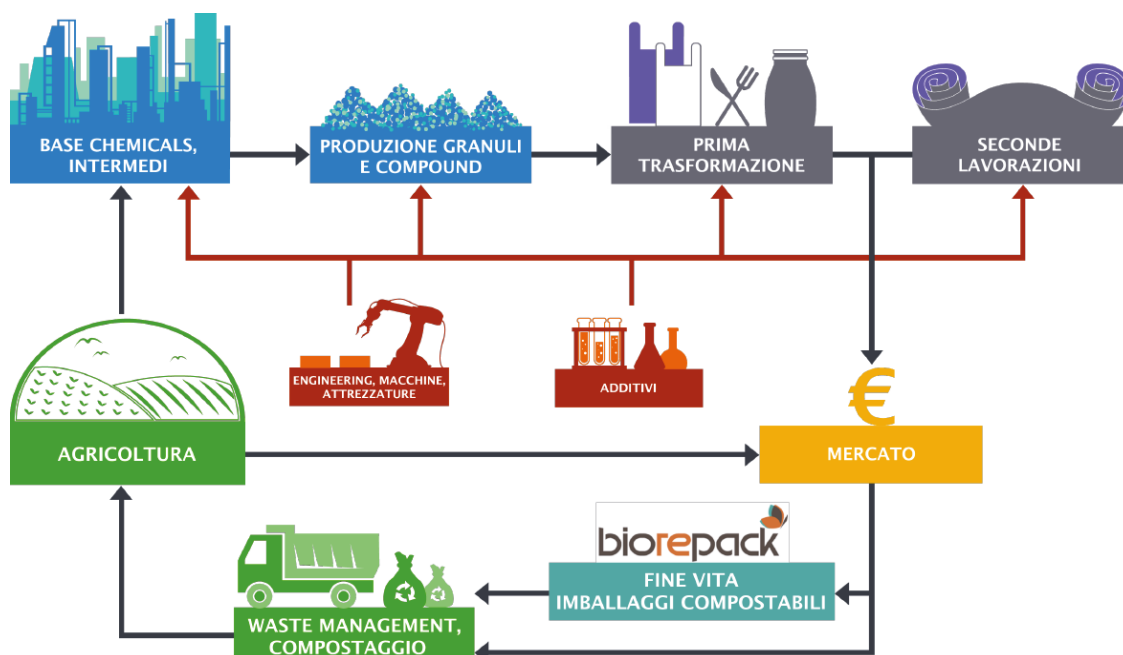 BASE CHEMICALS,
INTERMEDI
PRODUZIONE GRANULI
E COMPOUND
PRIMA
TRASFORMAZIONE
SECONDE
LAVORAZIONI
ENGINEERING, MACCHINE,
ATTREZZATURE
ADDITIVI
€
AGRICOLTURA
MERCATO
biorepack
FINE VITA
IMBALLAGGI COMPOSTABILI
WASTE MANAGEMENT,
COMPOSTAGGIO